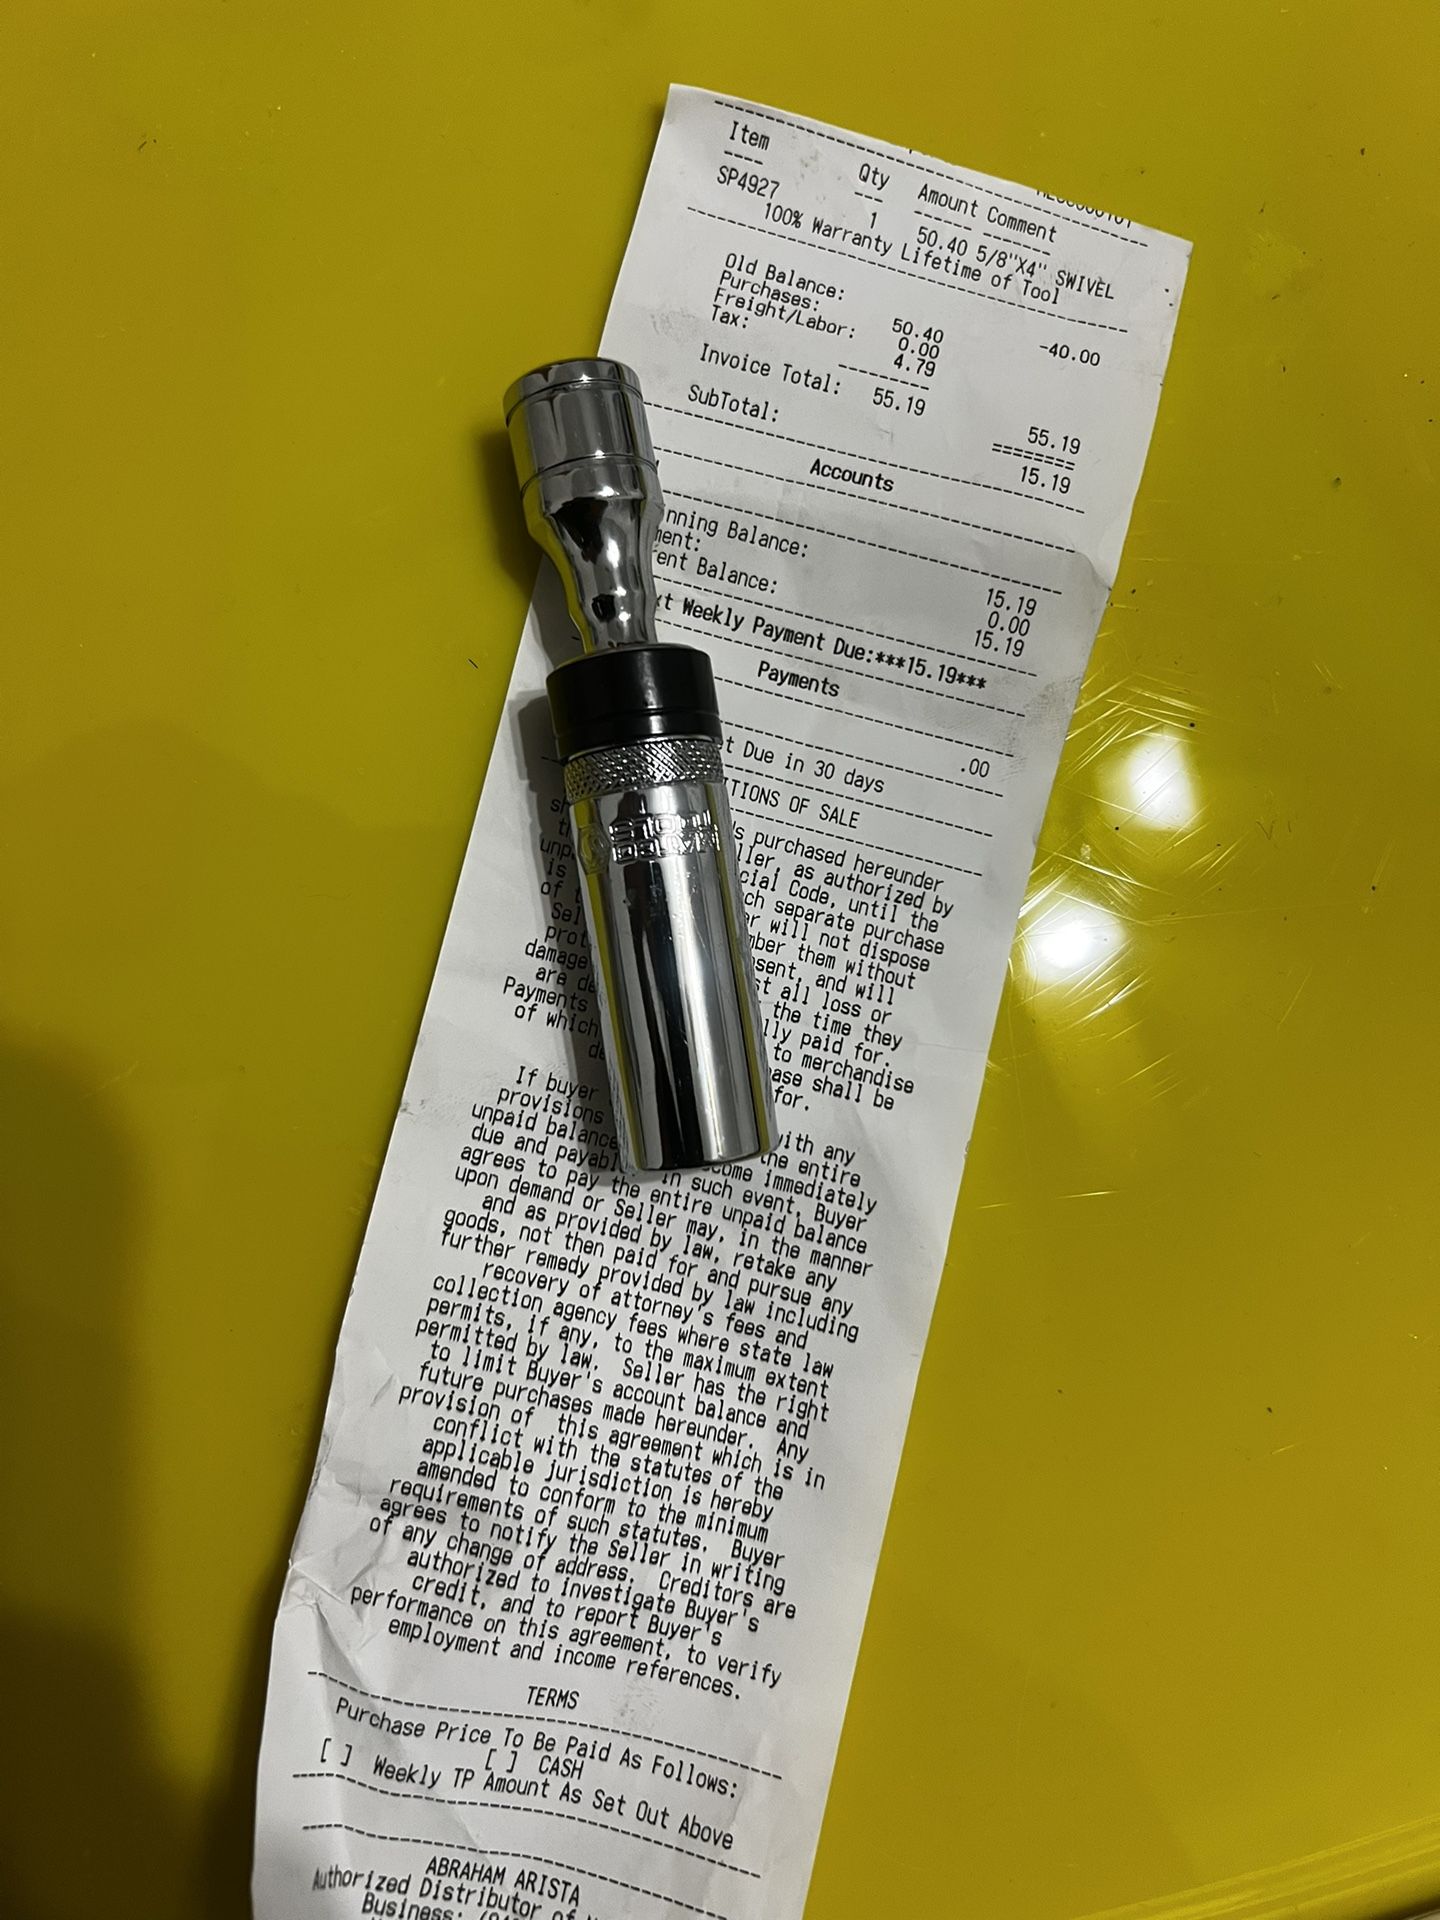 Item Qty Amount Comment
SP4927 1 50.40 5/8"X4" SWIVEL
100% Warranty Lifetime of Tool
Old Balance: -40.00
Purchases: 50.40
Freight/Labor: 0.00
Tax: 4.79
Invoice Total: 55.19 55.19
SubTotal: 15.19
Accounts
Balance: 15.19
0.00
Balance: 15.19
Weekly Payment Due:***15.19***
Payments
.00
Due in 30 days
OF SALE
purchased hereunder
as authorized by
Code, until the
separate purchase
will not dispose
them without
and will
all loss or
damage the time they
are paid for.
Payments to merchandise
of which shall be
for.
If buyer with any
provisions the entire
unpaid balance become immediately
due and payable in such event, Buyer
agrees to pay the entire unpaid balance
upon demand or Seller may, in the manner
and as provided by law, retake any
goods, not then paid for and pursue any
further remedy provided by law including
recovery of attorney's fees and
collection agency fees where state law
permits, if any, to the maximum extent
permitted by law. Seller has the right
to limit Buyer's account balance and
future purchases made hereunder. Any
provision of this agreement which is in
conflict with the statutes of the
applicable jurisdiction is hereby
amended to conform to the minimum
requirements of such statutes. Buyer
agrees to notify the Seller in writing
of any change of address. Creditors are
authorized to investigate Buyer's
credit, and to report Buyer's
performance on this agreement, to verify
employment and income references.
TERMS
Purchase Price To Be Paid As Follows:
[ ] CASH
[ ] Weekly TP Amount As Set Out Above
ABRAHAM ARISTA
Authorized Distributor of
Business:
MATCO
TOOLS